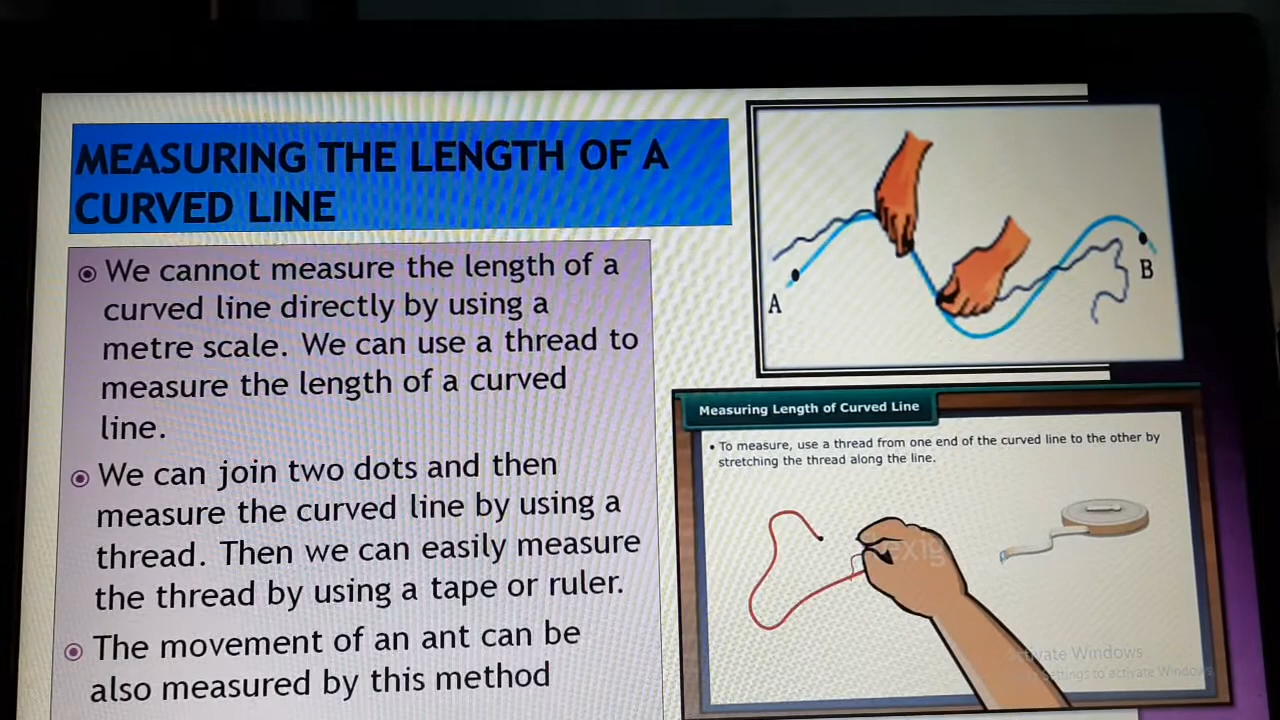 MEASURING THE LENGTH OF A
CURVED LINE
We cannot measure the length of a
curved line directly by using a
metre scale. We can use a thread to
measure the length of a curved
line.
We can join two dots and then
measure the curved line by using a
thread. Then we can easily measure
the thread by using a tape or ruler.
The movement of an ant can be
also measured by this method
A
B
Measuring Length of Curved Line
• To measure, use a thread from one end of the curved line to the other by
stretching the thread along the line.
Windows
to activate Windows